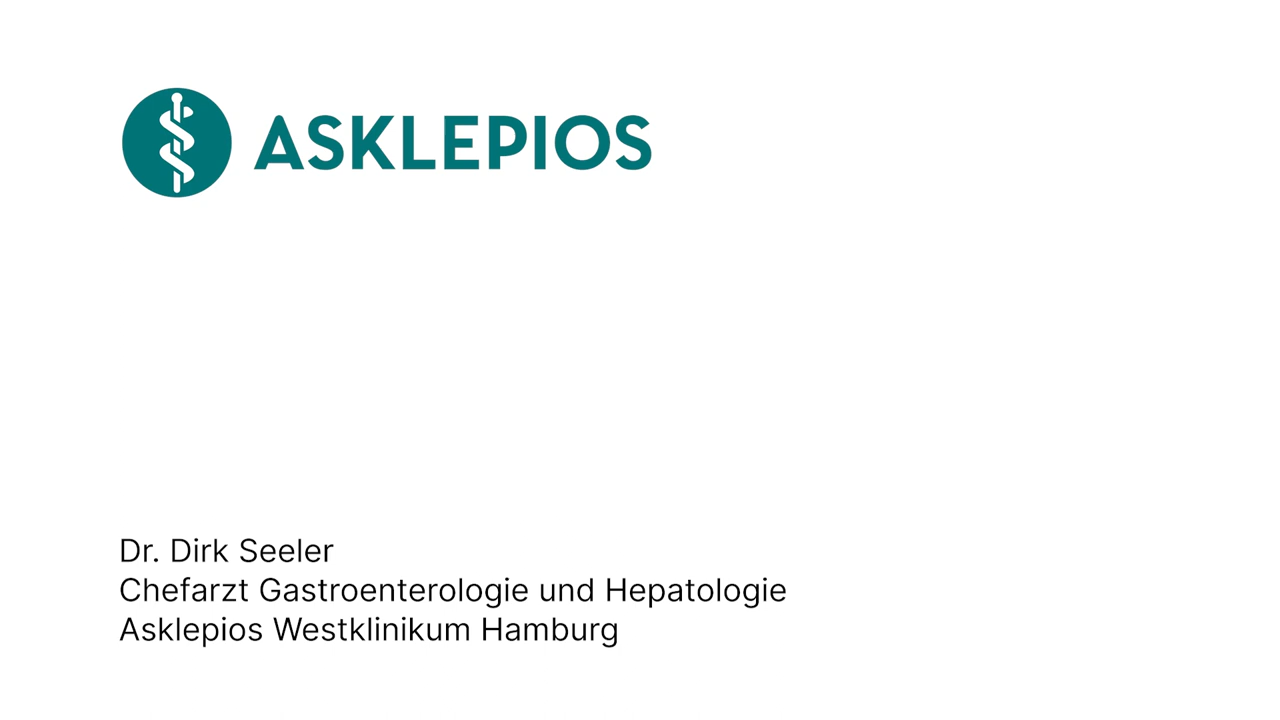 ASKLEPIOS
Dr. Dirk Seeler
Chefarzt Gastroenterologie und Hepatologie
Asklepios Westklinikum Hamburg